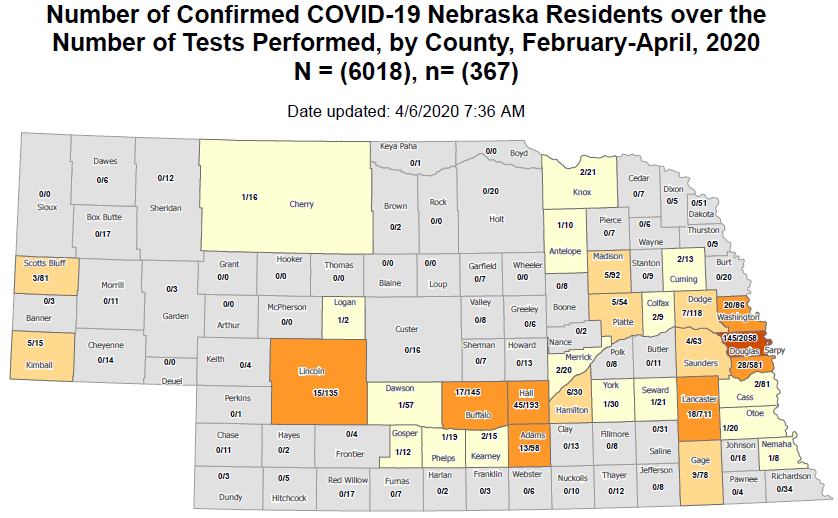 Number of Confirmed COVID-19 Nebraska Residents over the
Number of Tests Performed, by County, February-April, 2020
N = (6018), n= (367)
Date updated: 4/6/2020 7:36 AM
0/0
Sioux
Dawes
0/6
Box Butte
0/17
0/12
Sheridan
1/16 Cherry
Keya Paha
0/1
0/0 Boyd
Brown
0/2
Rock
0/0
0/20
Holt
2/21
Knox
Cedar
0/7
Dixon
0/5
0/51
Dakota
1/10
Antelope
Pierce
0/7
0/6
Wayne
Thurston
0/9
Scotts Bluff
3/81
0/3
Banner
5/15
Kimball
Morrill
0/11
Cheyenne
0/14
0/3
Garden
0/0
Deuel
Grant
0/0
Hooker
0/0
Thomas
0/0
0/0
Blaine
0/0
Loup
Garfield
0/7
Wheeler
0/0
0/8
Boone
Madison
5/92
Stanton
0/9
2/13
Cuming
Burt
0/20
0/0
Arthur
McPherson
0/0
Logan
1/2
Custer
0/16
Valley
0/8
Greeley
0/6
0/2
Nance
5/54
Platte
Colfax
2/9
Dodge
7/118
20/86
Washington
Keith 0/4
Lincoln
15/135
Sherman
0/7
Howard
0/13
Merrick
2/20
Polk
0/8
Butler
0/11
4/63
Saunders
145/2058
Douglas
Sarpy
28/581
Perkins
0/1
Dawson
1/57
17/145
Buffalo
Hall
45/193
6/30
Hamilton
York
1/30
Seward
1/21
Lancaster
18/711
2/81
Cass
Otoe
1/20
Chase
0/11
Hayes
0/2
0/4
Frontier
Gosper
1/12
1/19
Phelps
2/15
Kearney
Adams
13/98
Clay
0/13
Fillmore
0/8
0/31
Saline
Gage
9/78
Johnson
0/18
Nemaha
1/8
0/3
Dundy
0/5
Hitchcock
Red Willow
0/17
Furnas
0/7
Harlan
0/2
Franklin
0/3
Webster
0/6
Nuckolls
0/10
Thayer
0/12
Jefferson
0/8
Pawnee
0/4
Richardson
0/34